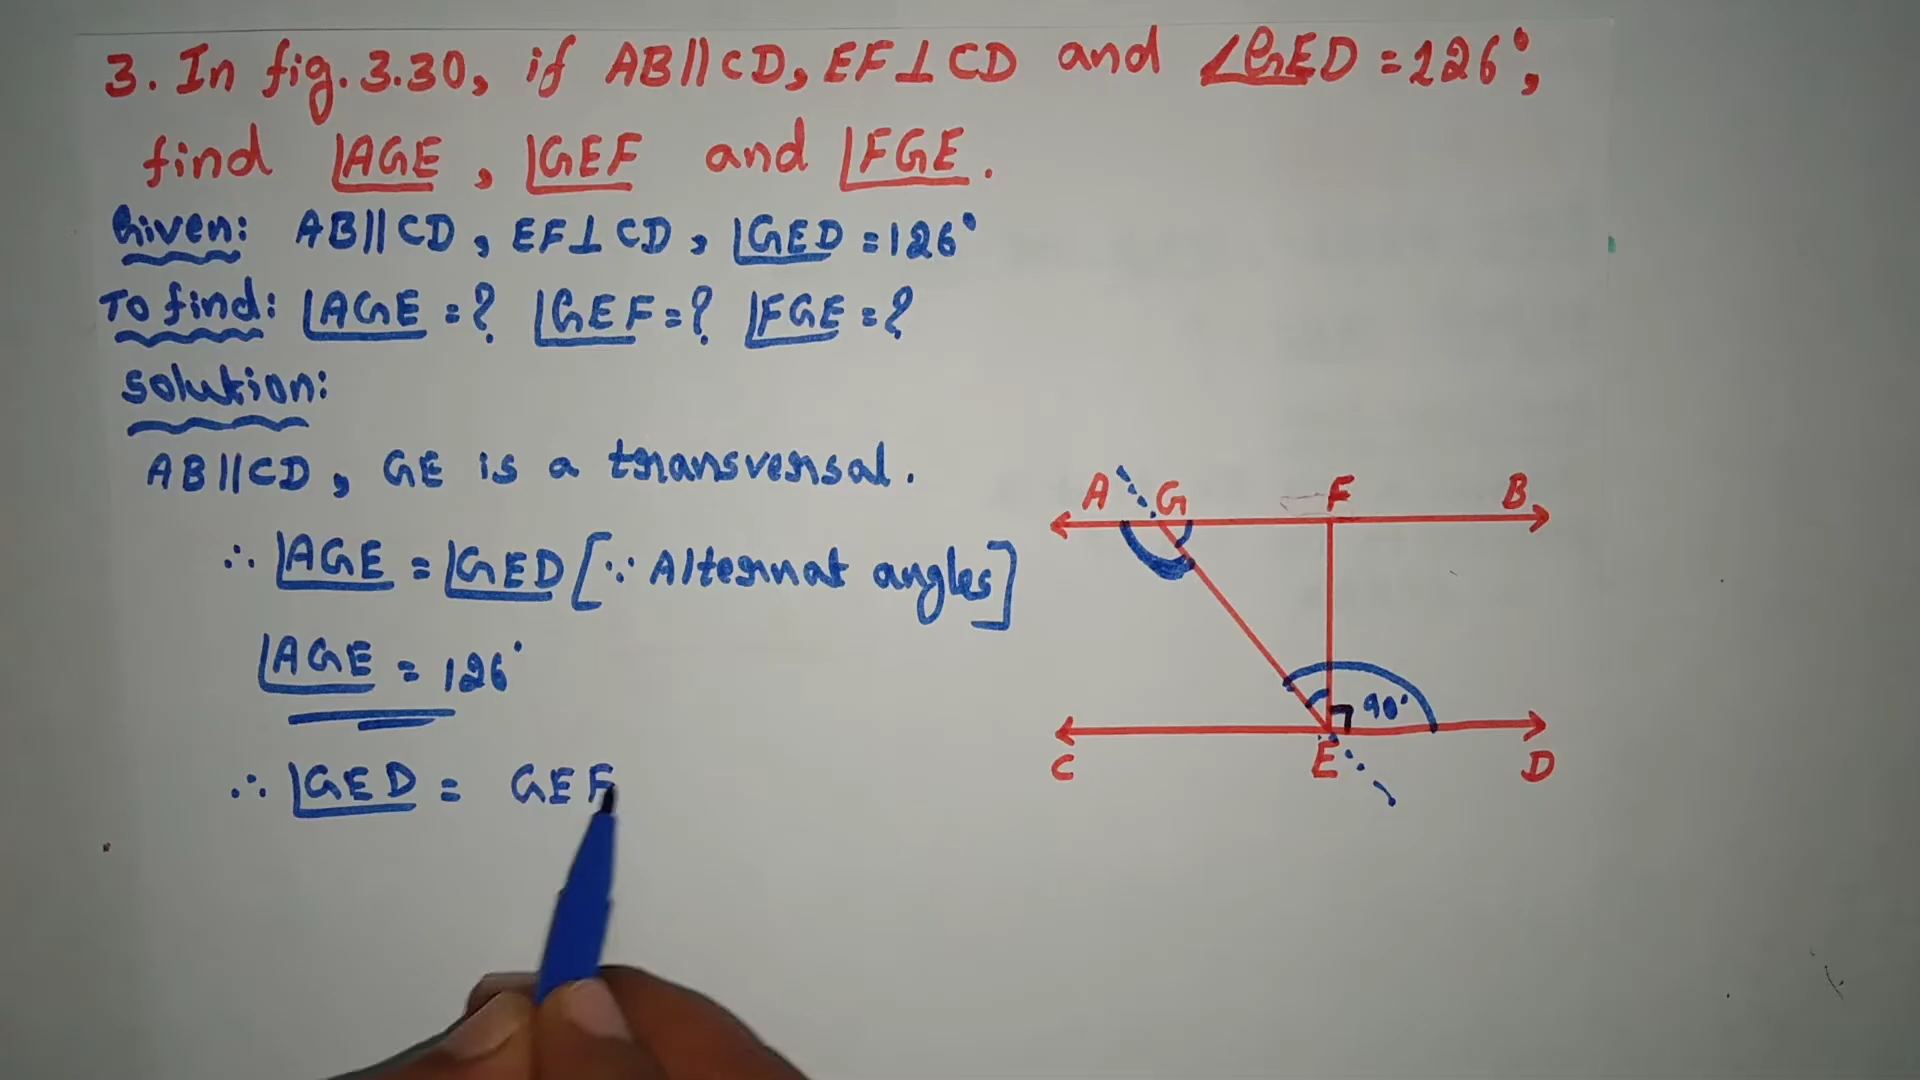 3. In fig. 3.30, if AB||CD, EF⊥CD and ∠GED = 126°,
find ∠AGE, ∠GEF and ∠FGE.
Given: AB||CD, EF⊥CD, ∠GED = 126°
To find: ∠AGE = ? ∠GEF = ? ∠FGE = ?
Solution:
AB||CD, GE is a transversal.
∴ ∠AGE = ∠GED [∵ Alternat angles]
∠AGE = 126°
∴ ∠GED = GEF
A G F B
90°
C E D